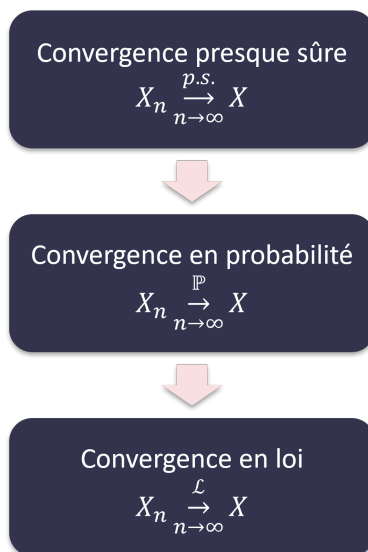 Convergence presque sûre
p.s.
X_n → X
n→∞
Convergence en probabilité
ℙ
X_n → X
n→∞
Convergence en loi
ℒ
X_n → X
n→∞